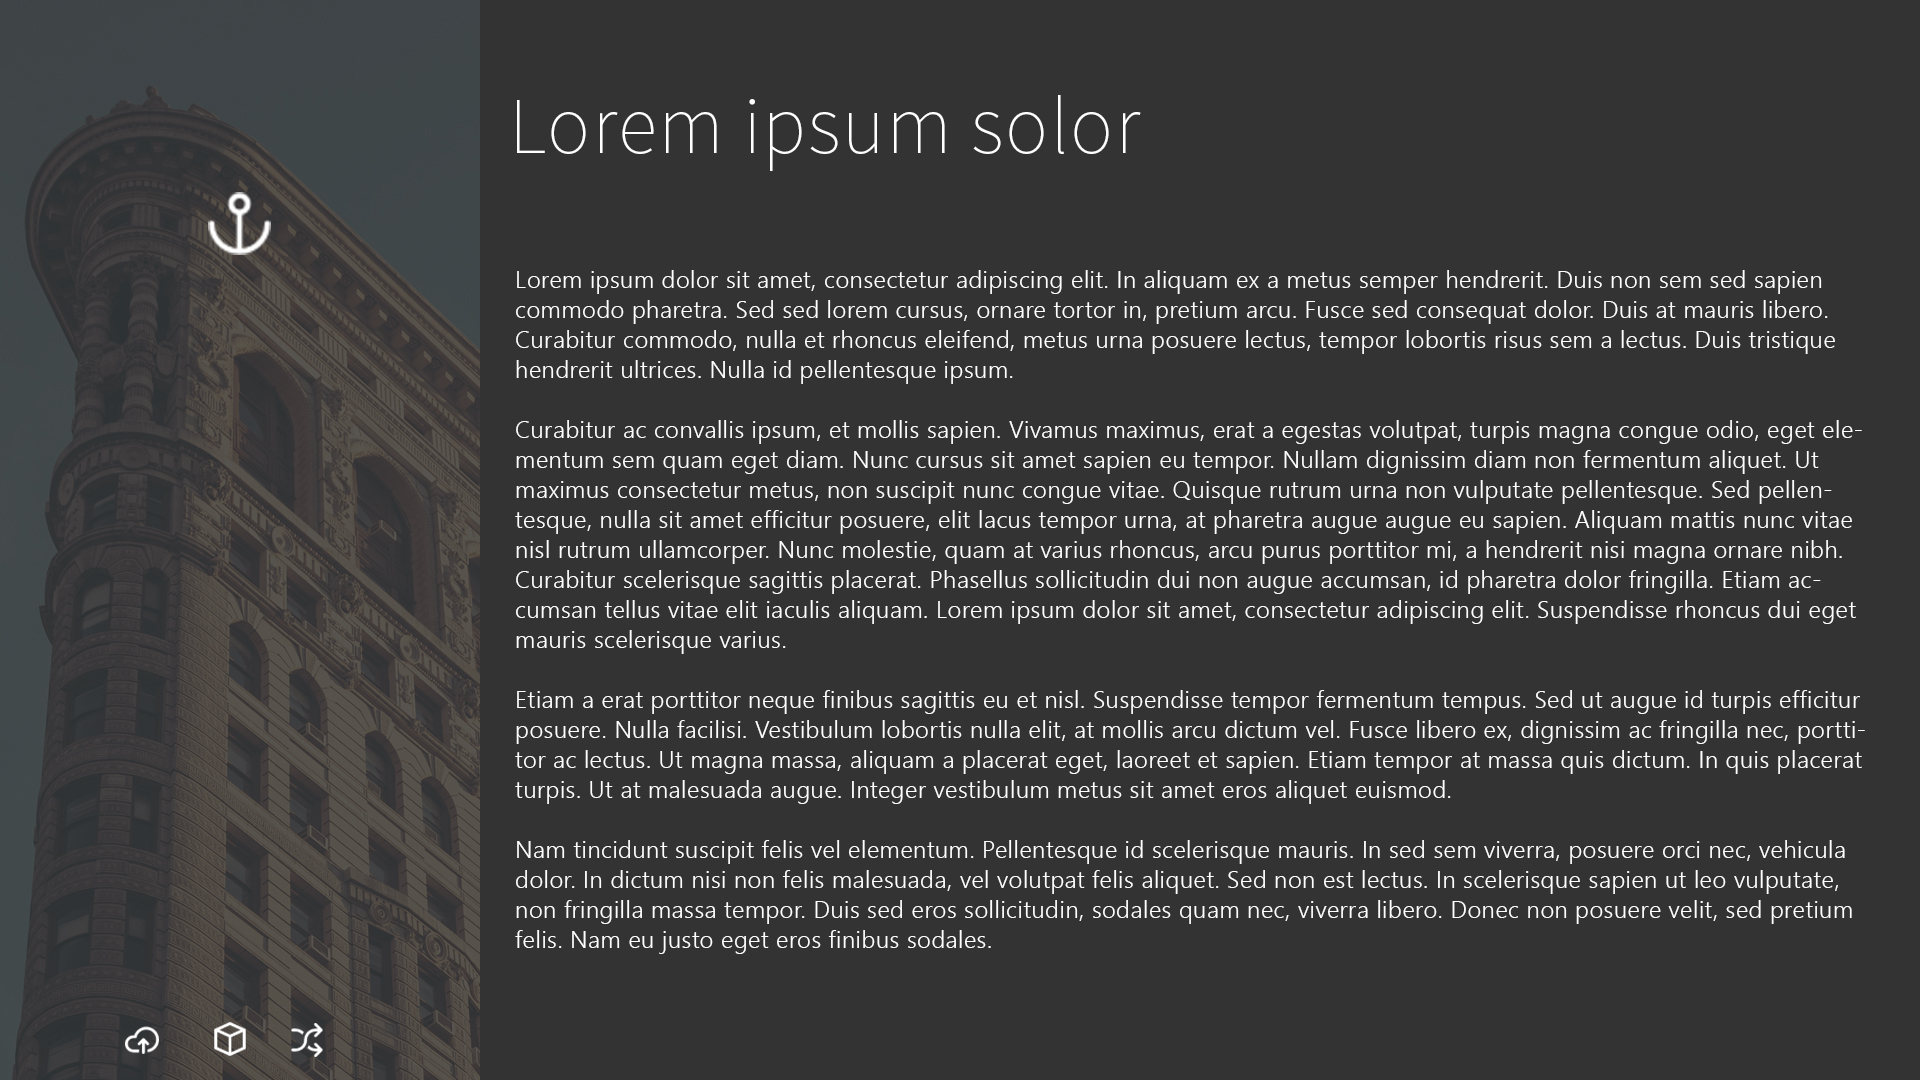 Lorem ipsum solor
Lorem ipsum dolor sit amet, consectetur adipiscing elit. In aliquam ex a metus semper hendrerit. Duis non sem sed sapien
commodo pharetra. Sed sed lorem cursus, ornare tortor in, pretium arcu. Fusce sed consequat dolor. Duis at mauris libero.
Curabitur commodo, nulla et rhoncus eleifend, metus urna posuere lectus, tempor lobortis risus sem a lectus. Duis tristique
hendrerit ultrices. Nulla id pellentesque ipsum.
Curabitur ac convallis ipsum, et mollis sapien. Vivamus maximus, erat a egestas volutpat, turpis magna congue odio, eget ele-
mentum sem quam eget diam. Nunc cursus sit amet sapien eu tempor. Nullam dignissim diam non fermentum aliquet. Ut
maximus consectetur metus, non suscipit nunc congue vitae. Quisque rutrum urna non vulputate pellentesque. Sed pellen-
tesque, nulla sit amet efficitur posuere, elit lacus tempor urna, at pharetra augue augue eu sapien. Aliquam mattis nunc vitae
nisl rutrum ullamcorper. Nunc molestie, quam at varius rhoncus, arcu purus porttitor mi, a hendrerit nisi magna ornare nibh.
Curabitur scelerisque sagittis placerat. Phasellus sollicitudin dui non augue accumsan, id pharetra dolor fringilla. Etiam ac-
cumsan tellus vitae elit iaculis aliquam. Lorem ipsum dolor sit amet, consectetur adipiscing elit. Suspendisse rhoncus dui eget
mauris scelerisque varius.
Etiam a erat porttitor neque finibus sagittis eu et nisl. Suspendisse tempor fermentum tempus. Sed ut augue id turpis efficitur
posuere. Nulla facilisi. Vestibulum lobortis nulla elit, at mollis arcu dictum vel. Fusce libero ex, dignissim ac fringilla nec, portti-
tor ac lectus. Ut magna massa, aliquam a placerat eget, laoreet et sapien. Etiam tempor at massa quis dictum. In quis placerat
turpis. Ut at malesuada augue. Integer vestibulum metus sit amet eros aliquet euismod.
Nam tincidunt suscipit felis vel elementum. Pellentesque id scelerisque mauris. In sed sem viverra, posuere orci nec, vehicula
dolor. In dictum nisi non felis malesuada, vel volutpat felis aliquet. Sed non est lectus. In scelerisque sapien ut leo vulputate,
non fringilla massa tempor. Duis sed eros sollicitudin, sodales quam nec, viverra libero. Donec non posuere velit, sed pretium
felis. Nam eu justo eget eros finibus sodales.